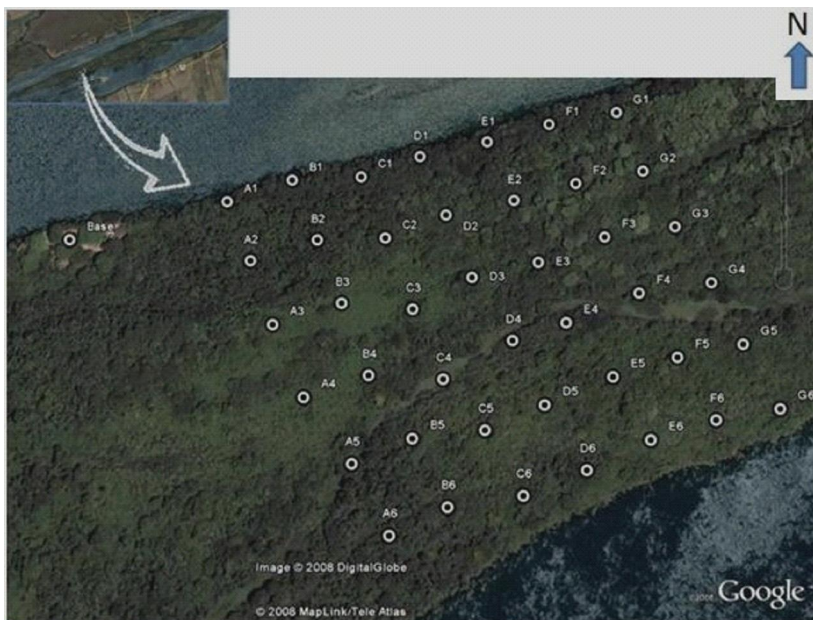 N
G1
F1
E1
D1
C1
B1
A1
G2
F2
E2
D2
C2
B2
A2
Base
G3
F3
E3
D3
C3
B3
A3
G4
F4
E4
D4
C4
B4
A4
G5
F5
E5
D5
C5
B5
A5
G6
F6
E6
D6
C6
B6
A6
Image © 2008 DigitalGlobe
© 2008 MapLink/Tele Atlas
©2008 Google